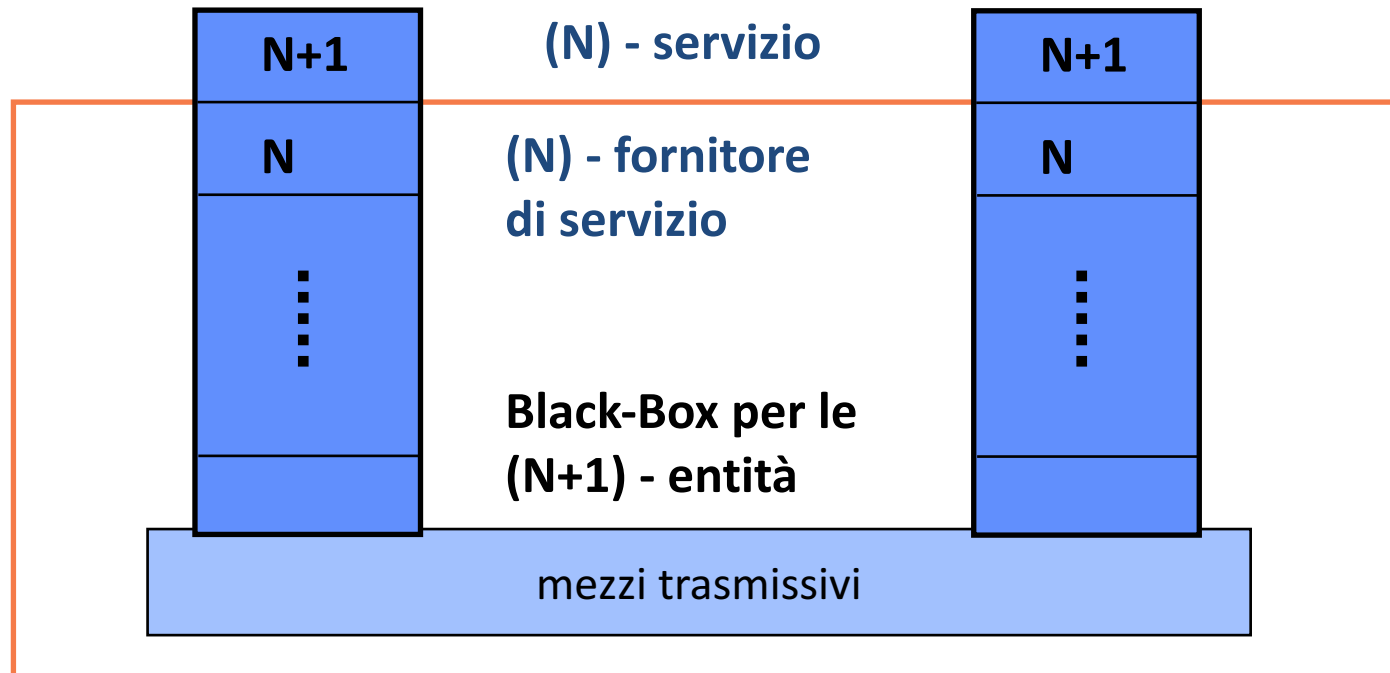 N+1
(N) - servizio
N+1
N
(N) - fornitore
di servizio
N
Black-Box per le
(N+1) - entità
mezzi trasmissivi